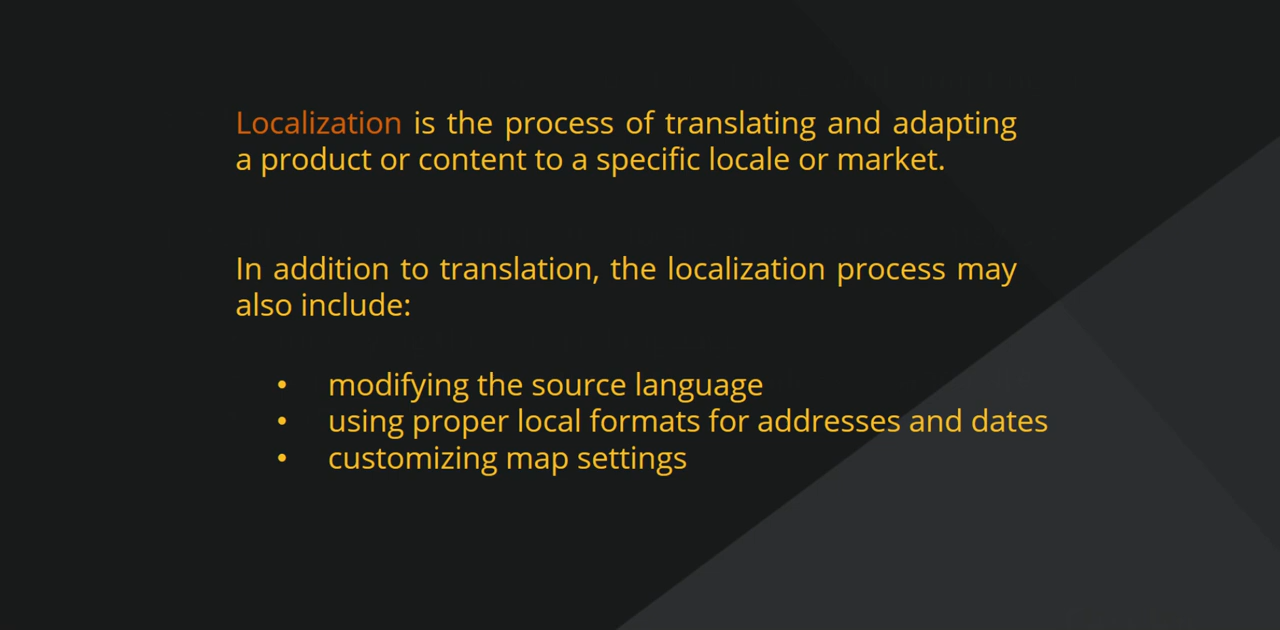 Localization is the process of translating and adapting
a product or content to a specific locale or market.
In addition to translation, the localization process may
also include:
• modifying the source language
• using proper local formats for addresses and dates
• customizing map settings